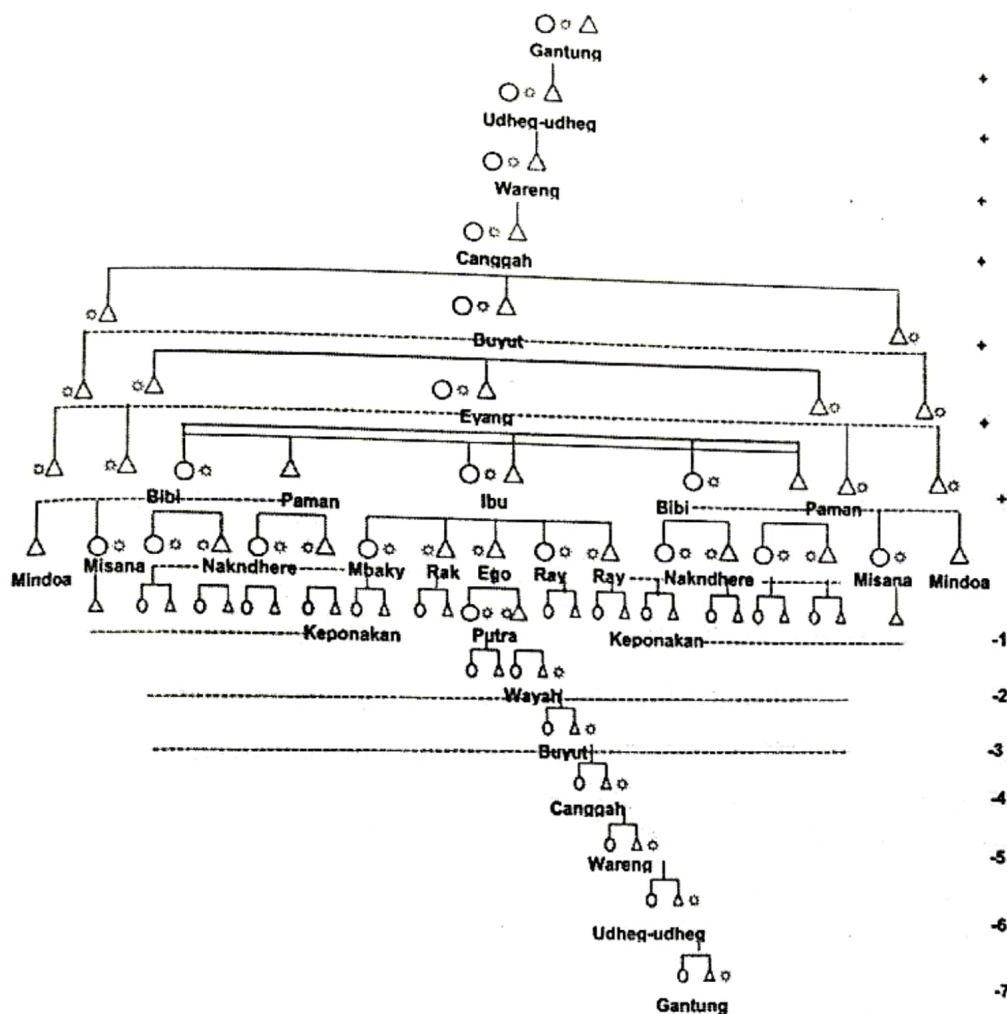 Gantung
+
Udheq-udheg
+
Wareng
+
Canggah
+
Buyut
+
Eyang
+
Bibi Paman Ibu Bibi Paman
+
Mindoa Misana Nakndhere Mbaky Rak Ego Ray Ray Nakndhere Misana Mindoa
Keponakan Putra Keponakan -1
Wayah -2
Buyut -3
Canggah -4
Wareng -5
Udheq-udheg -6
Gantung -7